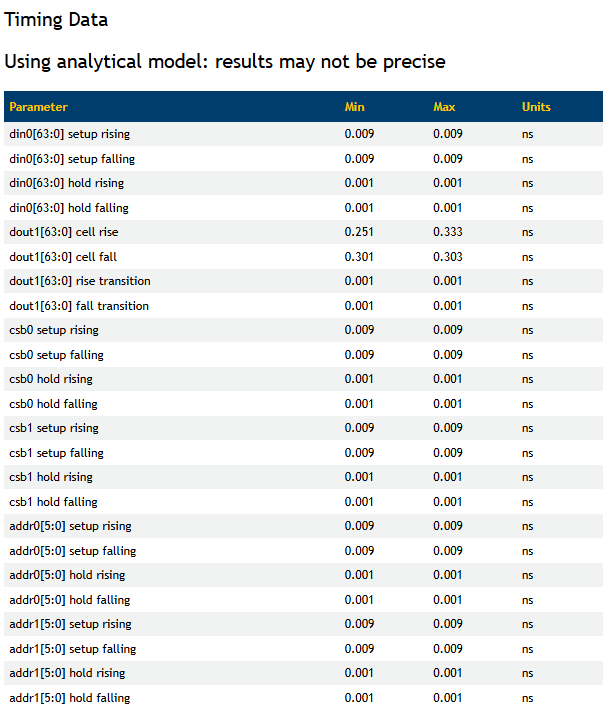 Timing Data
Using analytical model: results may not be precise
Parameter Min Max Units
din0[63:0] setup rising 0.009 0.009 ns
din0[63:0] setup falling 0.009 0.009 ns
din0[63:0] hold rising 0.001 0.001 ns
din0[63:0] hold falling 0.001 0.001 ns
dout1[63:0] cell rise 0.251 0.333 ns
dout1[63:0] cell fall 0.301 0.303 ns
dout1[63:0] rise transition 0.001 0.001 ns
dout1[63:0] fall transition 0.001 0.001 ns
csb0 setup rising 0.009 0.009 ns
csb0 setup falling 0.009 0.009 ns
csb0 hold rising 0.001 0.001 ns
csb0 hold falling 0.001 0.001 ns
csb1 setup rising 0.009 0.009 ns
csb1 setup falling 0.009 0.009 ns
csb1 hold rising 0.001 0.001 ns
csb1 hold falling 0.001 0.001 ns
addr0[5:0] setup rising 0.009 0.009 ns
addr0[5:0] setup falling 0.009 0.009 ns
addr0[5:0] hold rising 0.001 0.001 ns
addr0[5:0] hold falling 0.001 0.001 ns
addr1[5:0] setup rising 0.009 0.009 ns
addr1[5:0] setup falling 0.009 0.009 ns
addr1[5:0] hold rising 0.001 0.001 ns
addr1[5:0] hold falling 0.001 0.001 ns